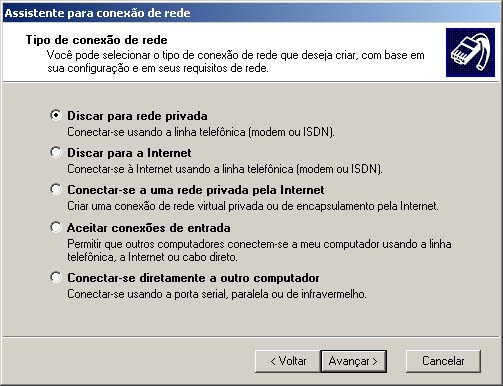 Assistente para conexão de rede
Tipo de conexão de rede
Você pode selecionar o tipo de conexão de rede que deseja criar, com base em
sua configuração e em seus requisitos de rede.
Discar para rede privada
Conectar-se usando a linha telefônica (modem ou ISDN).
Discar para a Internet
Conectar-se à Internet usando a linha telefônica (modem ou ISDN).
Conectar-se a uma rede privada pela Internet
Criar uma conexão de rede virtual privada ou de encapsulamento pela Internet.
Aceitar conexões de entrada
Permitir que outros computadores conectem-se a meu computador usando a linha
telefônica, a Internet ou cabo direto.
Conectar-se diretamente a outro computador
Conectar-se usando a porta serial, paralela ou de infravermelho.
< Voltar Avançar > Cancelar